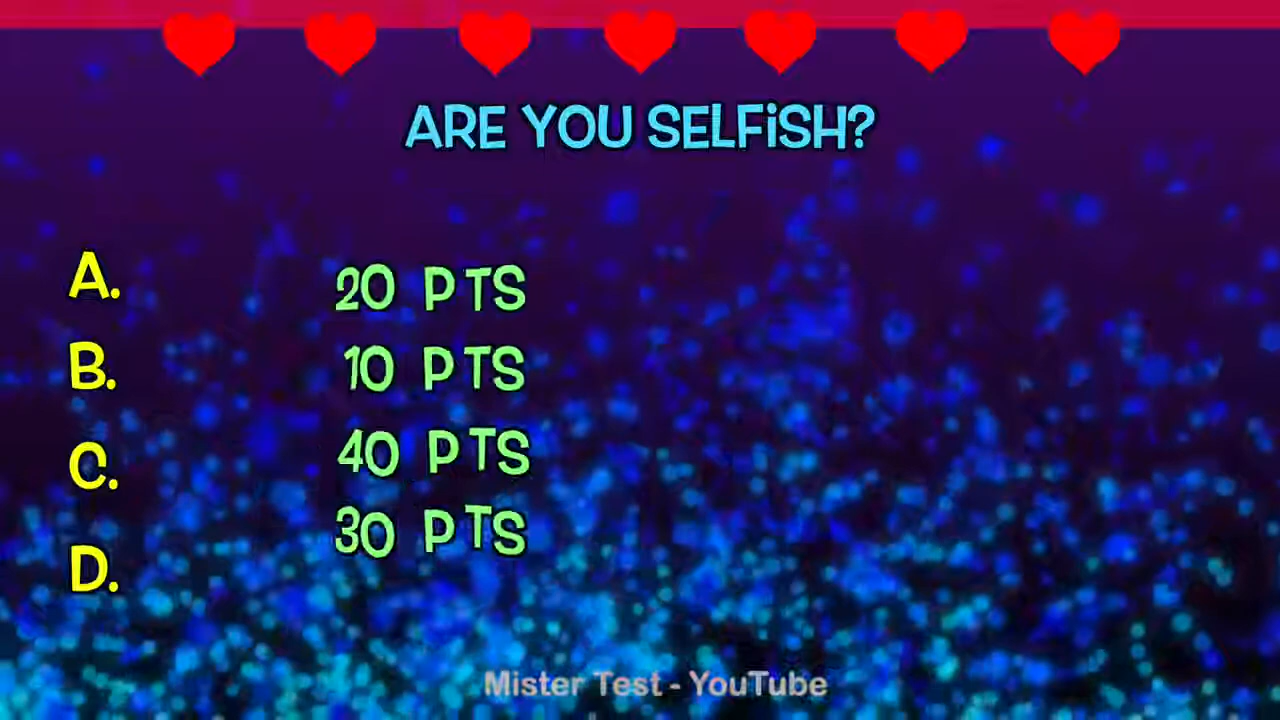 ARE YOU SELFiSH?
A. 20 PTS
B. 10 PTS
C. 40 PTS
D. 30 PTS
Mister Test - YouTube